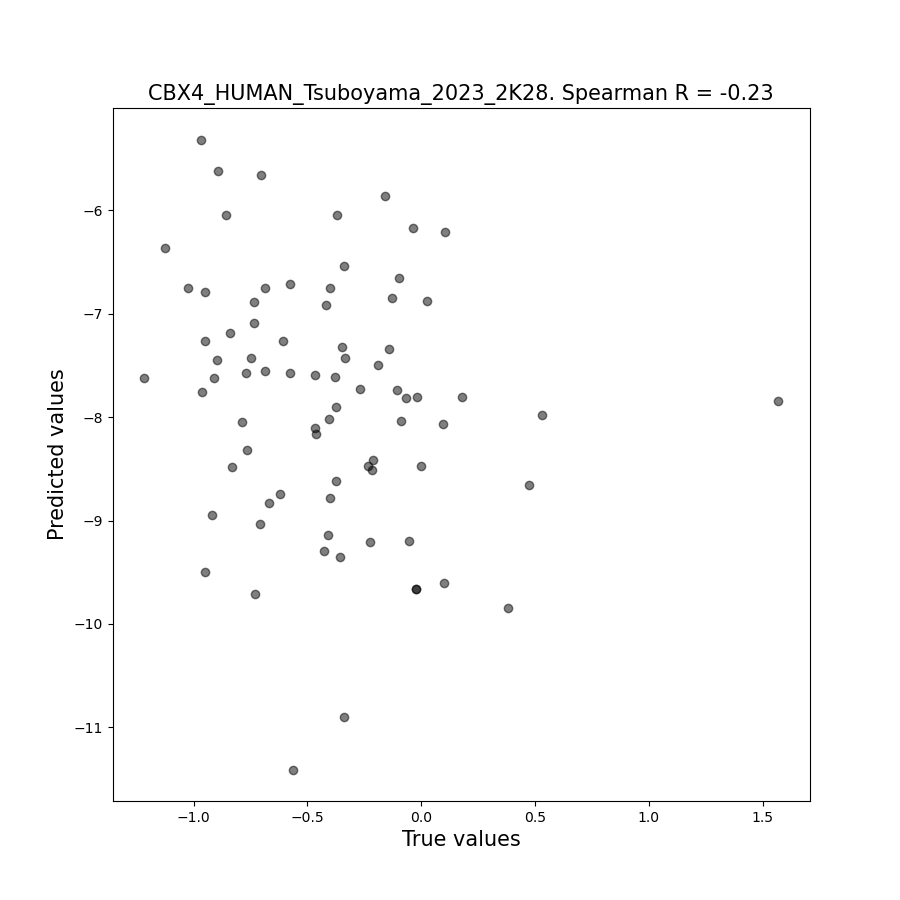 CBX4_HUMAN_Tsuboyama_2023_2K28. Spearman R = -0.23
Predicted values
−6
−7
−8
−9
−10
−11
−1.0 −0.5 0.0 0.5 1.0 1.5
True values